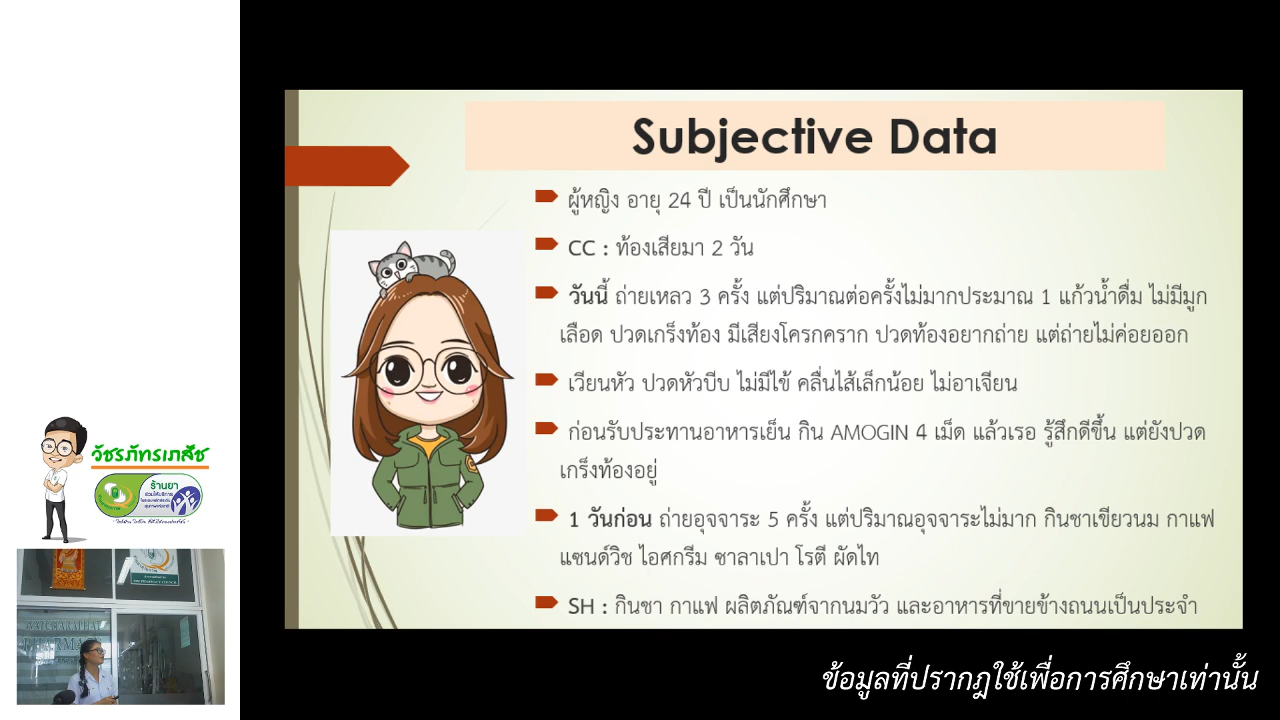 Subjective Data
ผู้หญิง อายุ 24 ปี เป็นนักศึกษา
CC : ท้องเสียมา 2 วัน
วันนี้ ถ่ายเหลว 3 ครั้ง แต่ปริมาณต่อครั้งไม่มากประมาณ 1 แก้วน้ำดื่ม ไม่มีมูก
เลือด ปวดเกร็งท้อง มีเสียงโครกคราก ปวดท้องอยากถ่าย แต่ถ่ายไม่ค่อยออก
เวียนหัว ปวดหัวบีบ ไม่มีไข้ คลื่นไส้เล็กน้อย ไม่อาเจียน
ก่อนรับประทานอาหารเย็น กิน AMOGIN 4 เม็ด แล้วเรอ รู้สึกดีขึ้น แต่ยังปวด
เกร็งท้องอยู่
1 วันก่อน ถ่ายอุจจาระ 5 ครั้ง แต่ปริมาณอุจจาระไม่มาก กินชาเขียวนม กาแฟ
แซนด์วิช ไอศกรีม ซาลาเปา โรตี ผัดไท
SH : กินชา กาแฟ ผลิตภัณฑ์จากนมวัว และอาหารที่ขายข้างถนนเป็นประจำ
วัชรภัทรเภสัช
ร้านยา
ข้อมูลที่ปรากฎใช้เพื่อการศึกษาเท่านั้น